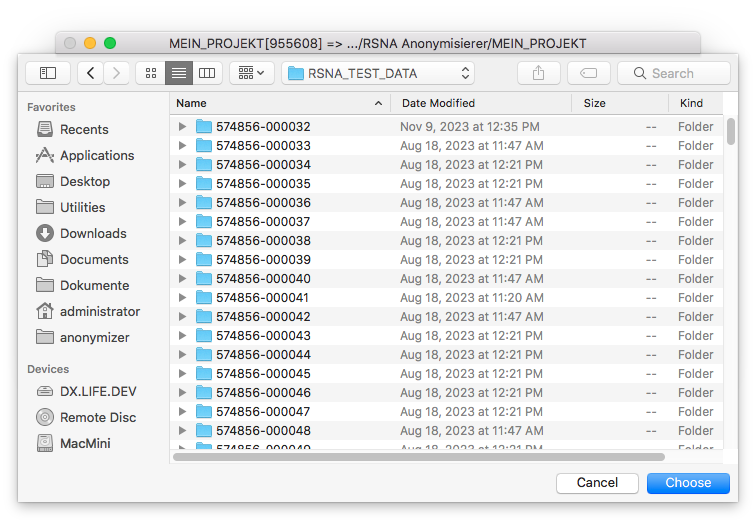 MEIN_PROJEKT[955608] => .../RSNA Anonymisierer/MEIN_PROJEKT
RSNA_TEST_DATA
Search
Favorites
Recents
Applications
Desktop
Utilities
Downloads
Documents
Dokumente
administrator
anonymizer
Devices
DX.LIFE.DEV
Remote Disc
MacMini
Name Date Modified Size Kind
574856-000032 Nov 9, 2023 at 12:35 PM -- Folder
574856-000033 Aug 18, 2023 at 11:47 AM -- Folder
574856-000034 Aug 18, 2023 at 12:21 PM -- Folder
574856-000035 Aug 18, 2023 at 12:21 PM -- Folder
574856-000036 Aug 18, 2023 at 11:47 AM -- Folder
574856-000037 Aug 18, 2023 at 11:47 AM -- Folder
574856-000038 Aug 18, 2023 at 12:21 PM -- Folder
574856-000039 Aug 18, 2023 at 12:21 PM -- Folder
574856-000040 Aug 18, 2023 at 11:47 AM -- Folder
574856-000041 Aug 18, 2023 at 11:20 AM -- Folder
574856-000042 Aug 18, 2023 at 11:47 AM -- Folder
574856-000043 Aug 18, 2023 at 12:21 PM -- Folder
574856-000044 Aug 18, 2023 at 12:21 PM -- Folder
574856-000045 Aug 18, 2023 at 12:21 PM -- Folder
574856-000046 Aug 18, 2023 at 12:21 PM -- Folder
574856-000047 Aug 18, 2023 at 12:21 PM -- Folder
574856-000048 Aug 18, 2023 at 11:47 AM -- Folder
Cancel Choose